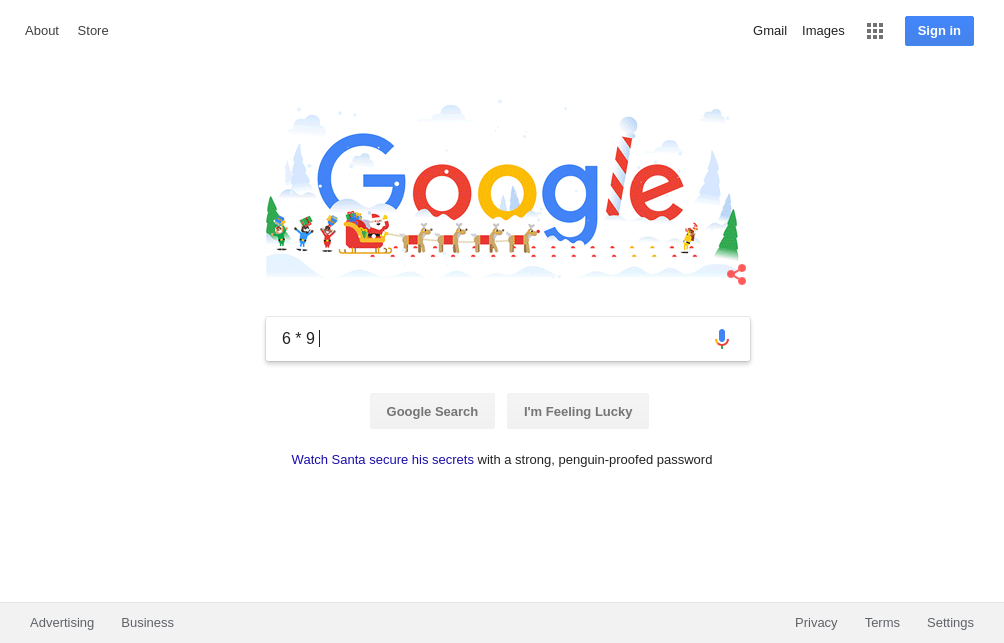 About Store Gmail Images Sign in
Google
6 * 9
Google Search I'm Feeling Lucky
Watch Santa secure his secrets with a strong, penguin-proofed password
Advertising Business Privacy Terms Settings